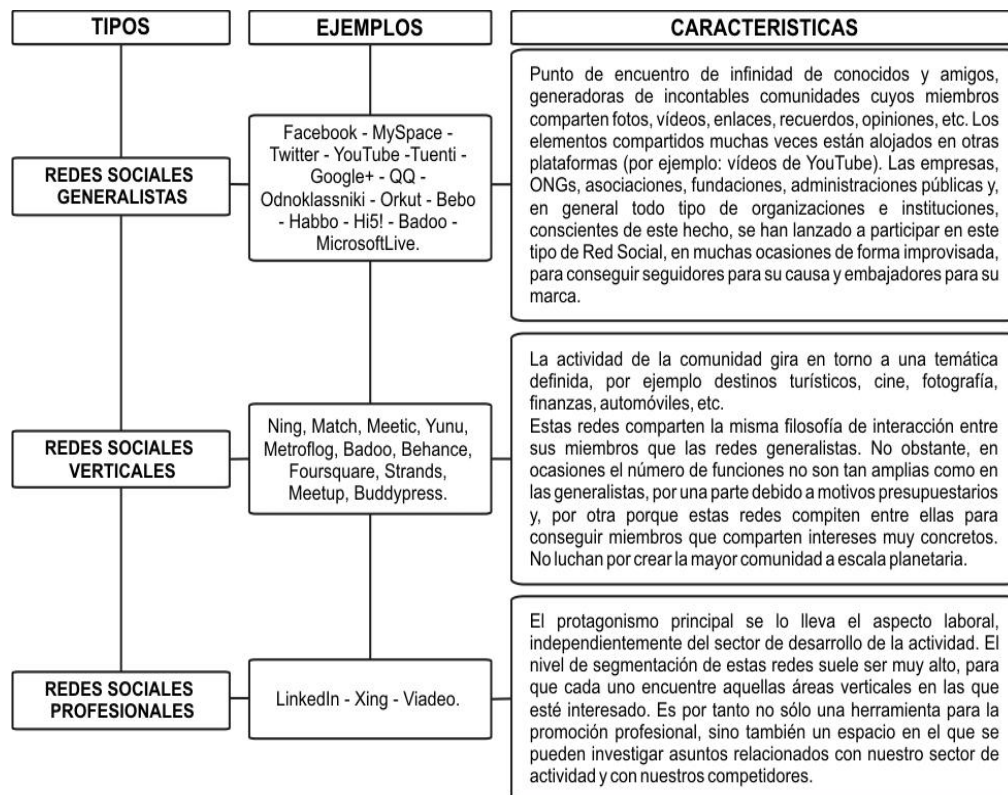 TIPOS
EJEMPLOS
CARACTERISTICAS
REDES SOCIALES
GENERALISTAS
Facebook - MySpace -
Twitter - YouTube -Tuenti -
Google+ - QQ -
Odnoklassniki - Orkut - Bebo
- Habbo - Hi5! - Badoo -
MicrosoftLive.
Punto de encuentro de infinidad de conocidos y amigos,
generadoras de incontables comunidades cuyos miembros
comparten fotos, vídeos, enlaces, recuerdos, opiniones, etc. Los
elementos compartidos muchas veces están alojados en otras
plataformas (por ejemplo: vídeos de YouTube). Las empresas,
ONGs, asociaciones, fundaciones, administraciones públicas y,
en general todo tipo de organizaciones e instituciones,
conscientes de este hecho, se han lanzado a participar en este
tipo de Red Social, en muchas ocasiones de forma improvisada,
para conseguir seguidores para su causa y embajadores para su
marca.
REDES SOCIALES
VERTICALES
Ning, Match, Meetic, Yunu,
Metroflog, Badoo, Behance,
Foursquare, Strands,
Meetup, Buddypress.
La actividad de la comunidad gira en torno a una temática
definida, por ejemplo destinos turísticos, cine, fotografía,
finanzas, automóviles, etc.
Estas redes comparten la misma filosofía de interacción entre
sus miembros que las redes generalistas. No obstante, en
ocasiones el número de funciones no son tan amplias como en
las generalistas, por una parte debido a motivos presupuestarios
y, por otra porque estas redes compiten entre ellas para
conseguir miembros que comparten intereses muy concretos.
No luchan por crear la mayor comunidad a escala planetaria.
REDES SOCIALES
PROFESIONALES
LinkedIn - Xing - Viadeo.
El protagonismo principal se lo lleva el aspecto laboral,
independientemente del sector de desarrollo de la actividad. El
nivel de segmentación de estas redes suele ser muy alto, para
que cada uno encuentre aquellas áreas verticales en las que
esté interesado. Es por tanto no sólo una herramienta para la
promoción profesional, sino también un espacio en el que se
pueden investigar asuntos relacionados con nuestro sector de
actividad y con nuestros competidores.